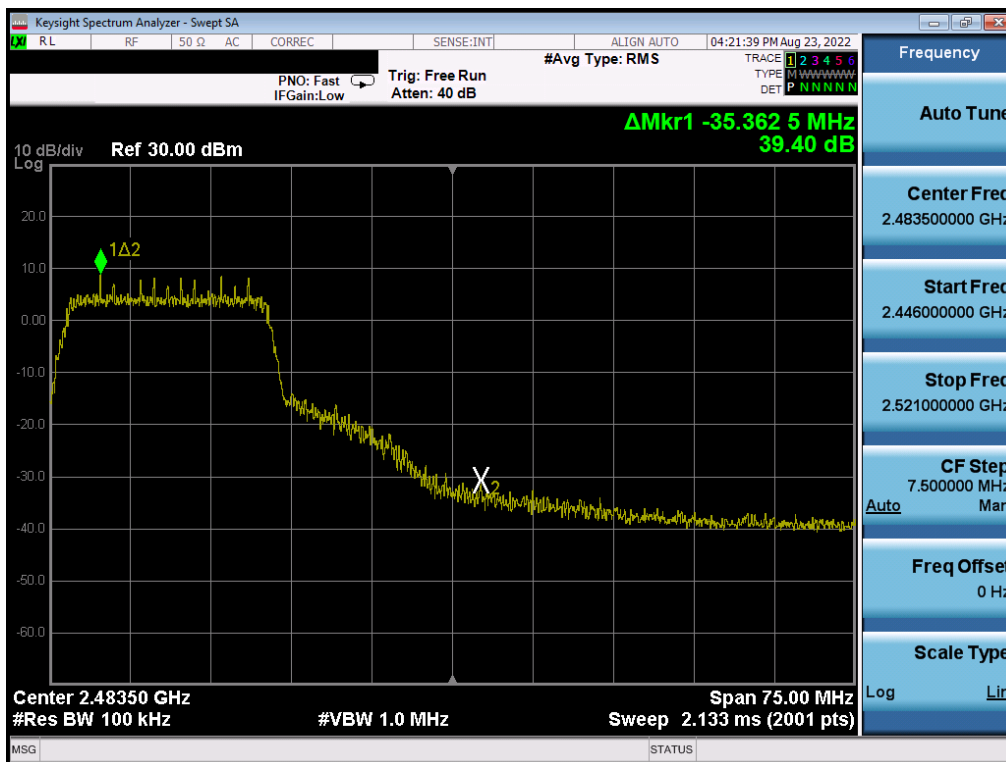 Keysight Spectrum Analyzer - Swept SA
LXI RL RF 50 Ω AC CORREC SENSE:INT ALIGN AUTO 04:21:39 PM Aug 23, 2022
#Avg Type: RMS
TRACE 1 2 3 4 5 6
TYPE M WWWWW
DET P N N N N N
PNO: Fast
IFGain:Low
Trig: Free Run
Atten: 40 dB
ΔMkr1 -35.362 5 MHz
39.40 dB
10 dB/div Ref 30.00 dBm
Log
20.0
10.0
0.00
-10.0
-20.0
-30.0
-40.0
-50.0
-60.0
1Δ2
X2
Center 2.48350 GHz Span 75.00 MHz
#Res BW 100 kHz #VBW 1.0 MHz Sweep 2.133 ms (2001 pts)
MSG STATUS
Frequency
Auto Tune
Center Freq
2.483500000 GHz
Start Freq
2.446000000 GHz
Stop Freq
2.521000000 GHz
CF Step
7.500000 MHz
Auto Man
Freq Offset
0 Hz
Scale Type
Log Lin